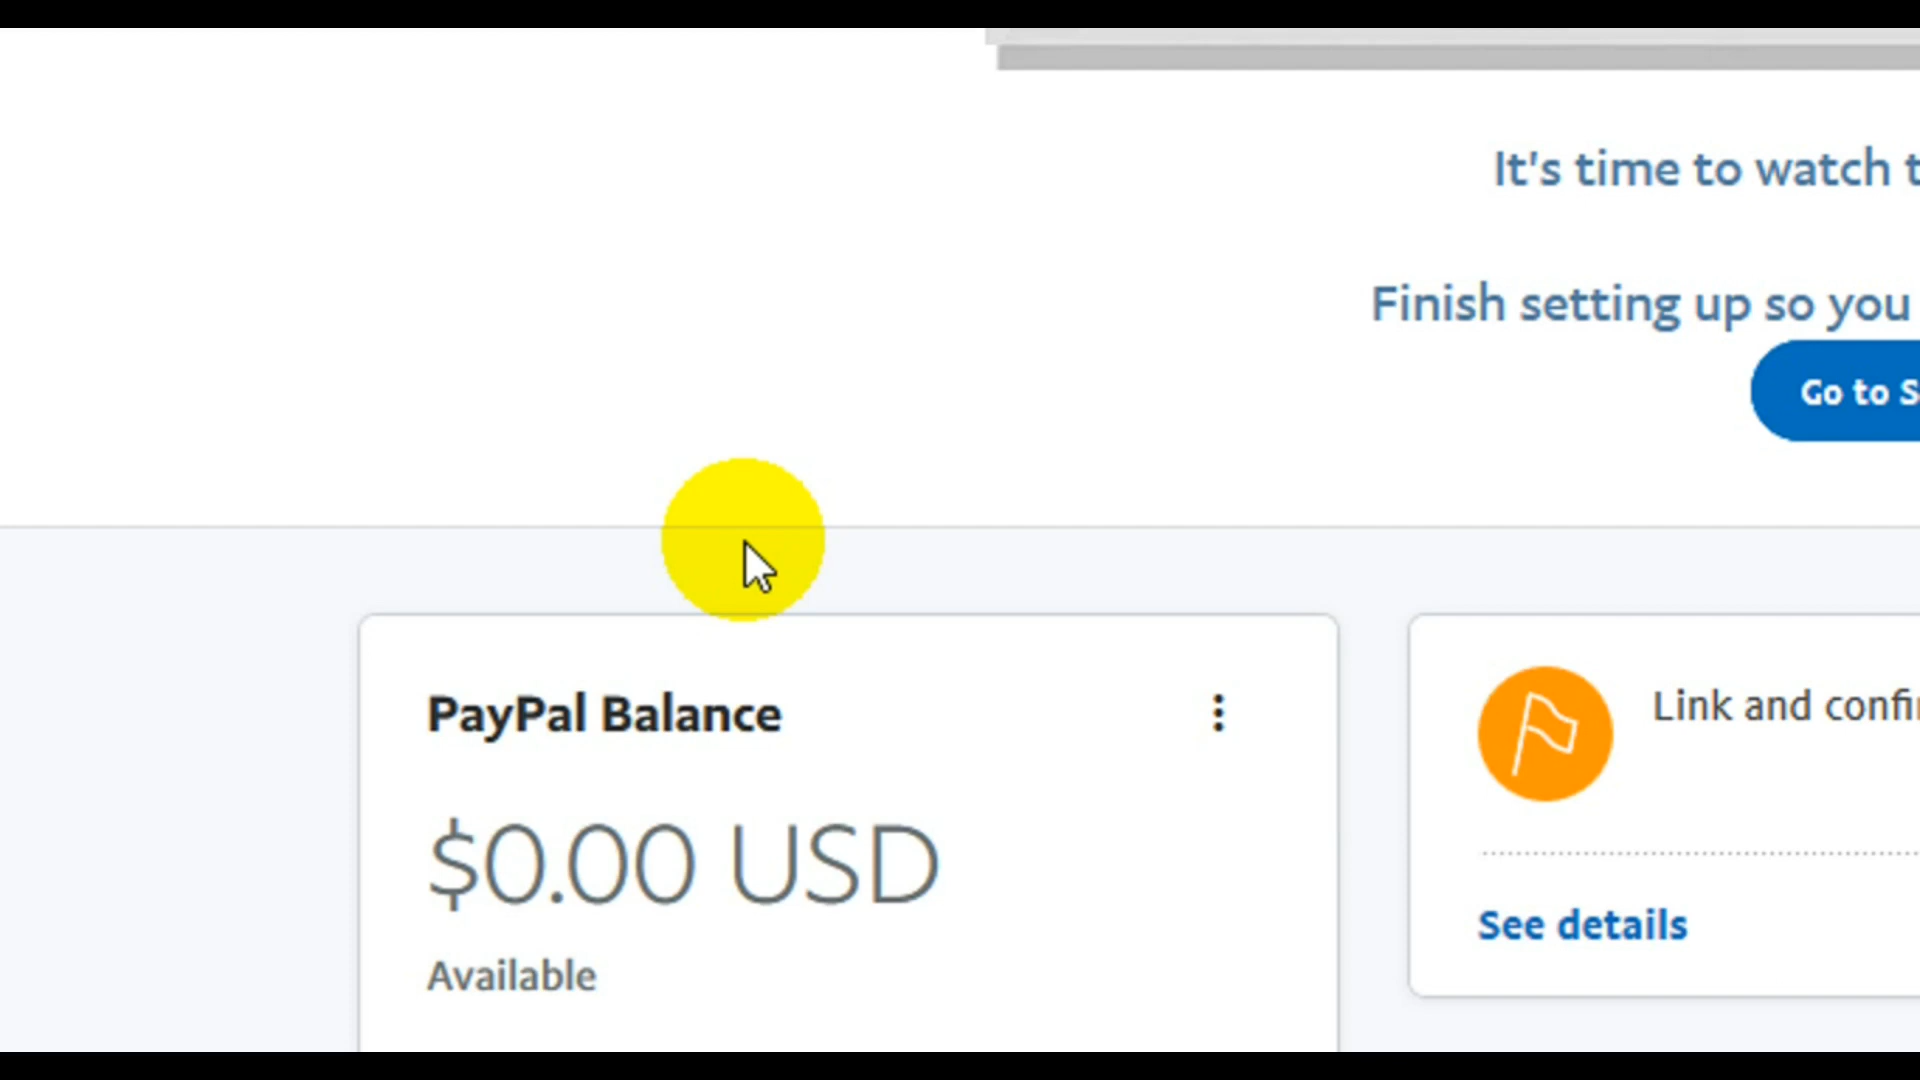 It's time to watch t
Finish setting up so you
Go to S
PayPal Balance
$0.00 USD
Available
Link and confi
See details